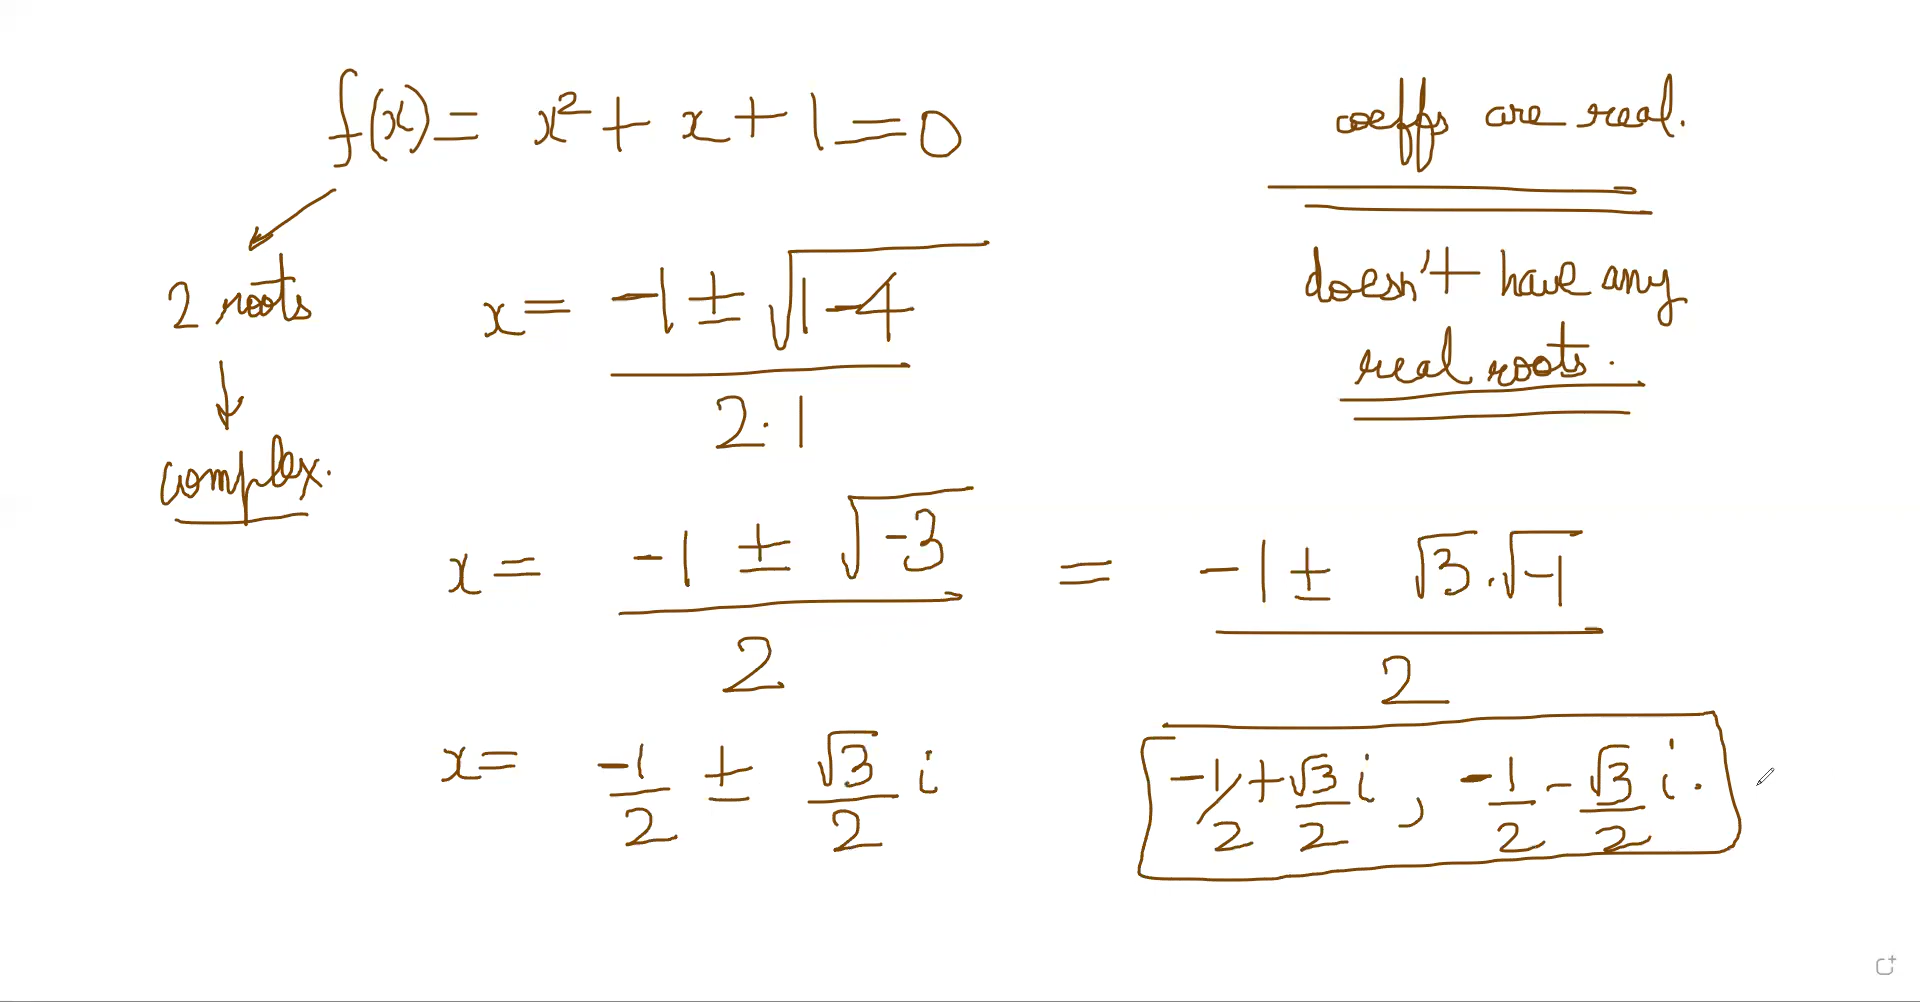 f(x) = x² + x + 1 = 0
coeffs are real.
2 roots
x = (-1 ± √(1-4)) / (2·1)
doesn't have any
real roots.
complex.
x = (-1 ± √-3) / 2 = (-1 ± √3·√-1) / 2
x = -1/2 ± √3/2 i
-1/2 + √3/2 i , -1/2 - √3/2 i.